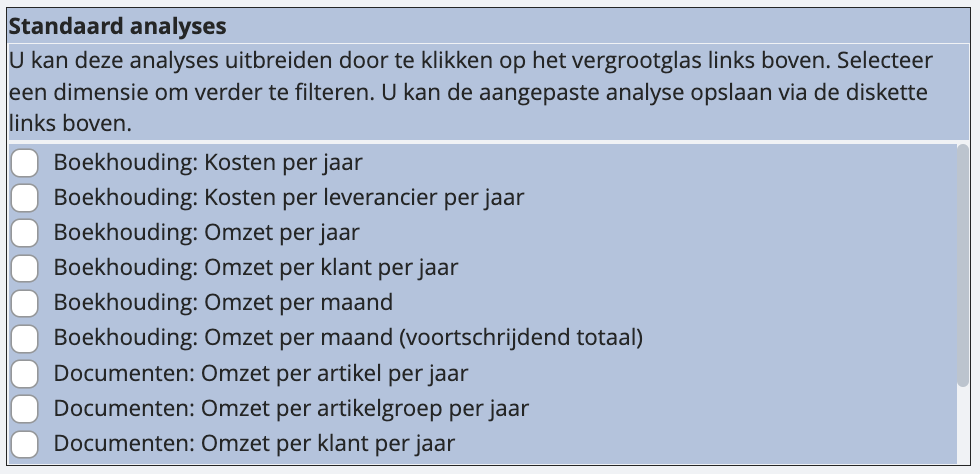 Standaard analyses
U kan deze analyses uitbreiden door te klikken op het vergrootglas links boven. Selecteer
een dimensie om verder te filteren. U kan de aangepaste analyse opslaan via de diskette
links boven.
Boekhouding: Kosten per jaar
Boekhouding: Kosten per leverancier per jaar
Boekhouding: Omzet per jaar
Boekhouding: Omzet per klant per jaar
Boekhouding: Omzet per maand
Boekhouding: Omzet per maand (voortschrijdend totaal)
Documenten: Omzet per artikel per jaar
Documenten: Omzet per artikelgroep per jaar
Documenten: Omzet per klant per jaar